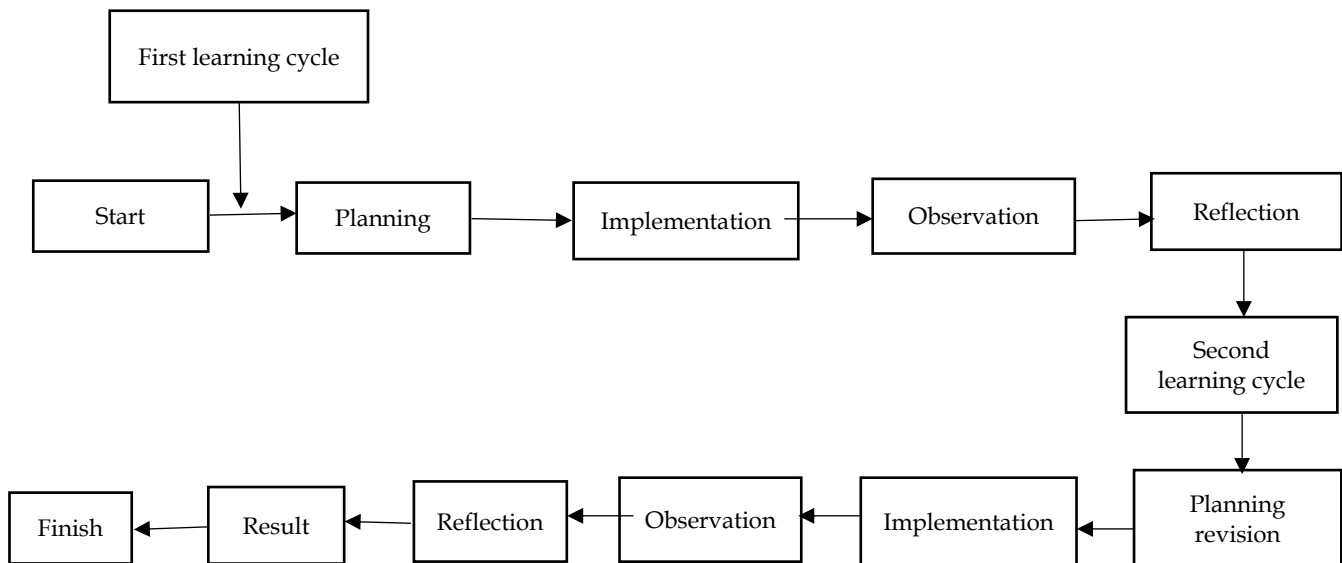 First learning cycle
Start
Planning
Implementation
Observation
Reflection
Second
learning cycle
Planning
revision
Implementation
Observation
Reflection
Result
Finish